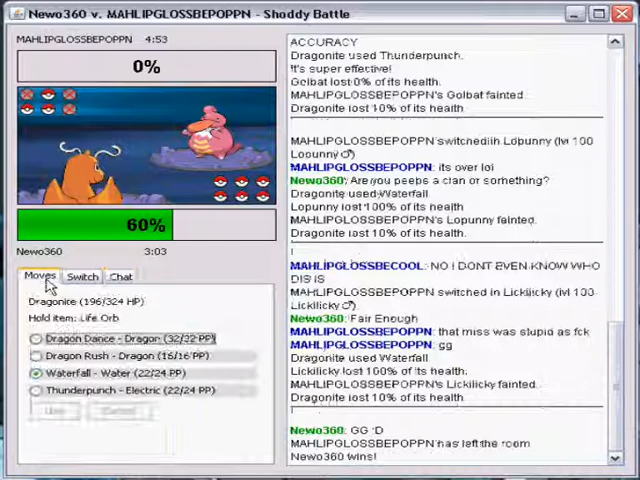 Newo360 v. MAHLIPGLOSSBEPOPPN - Shoddy Battle
MAHLIPGLOSSBEPOPPN 4:53
0%
60%
Newo360 3:03
Moves Switch Chat
Dragonite (196/324 HP)
Hold item: Life Orb
Dragon Dance - Dragon (32/32 PP)
Dragon Rush - Dragon (16/16 PP)
Waterfall - Water (22/24 PP)
Thunderpunch - Electric (22/24 PP)
ACCURACY
Dragonite used Thunderpunch.
It's super effective!
Golbat lost 0% of its health.
MAHLIPGLOSSBEPOPPN's Golbat fainted.
Dragonite lost 10% of its health
MAHLIPGLOSSBEPOPPN switched in Lopunny (lvl 100
Lopunny ♂)
MAHLIPGLOSSBEPOPPN: its over lol
Newo360: Are you peeps a clan or something?
Dragonite used Waterfall.
Lopunny lost 100% of its health
MAHLIPGLOSSBEPOPPN's Lopunny fainted.
MAHLIPGLOSSBECOOL: NO I DONT EVEN KNOW WHO
DIS IS
MAHLIPGLOSSBEPOPPN switched in Lickilicky (lvl 100
Lickilicky ♂)
Newo360: Fair Enough
MAHLIPGLOSSBEPOPPN: that miss was stupid as fck
MAHLIPGLOSSBEPOPPN: gg
Dragonite used Waterfall.
Lickilicky lost 100% of its health.
MAHLIPGLOSSBEPOPPN's Lickilicky fainted.
Dragonite lost 10% of its health
Newo360: GG :D
MAHLIPGLOSSBEPOPPN has left the room
Newo360 wins!